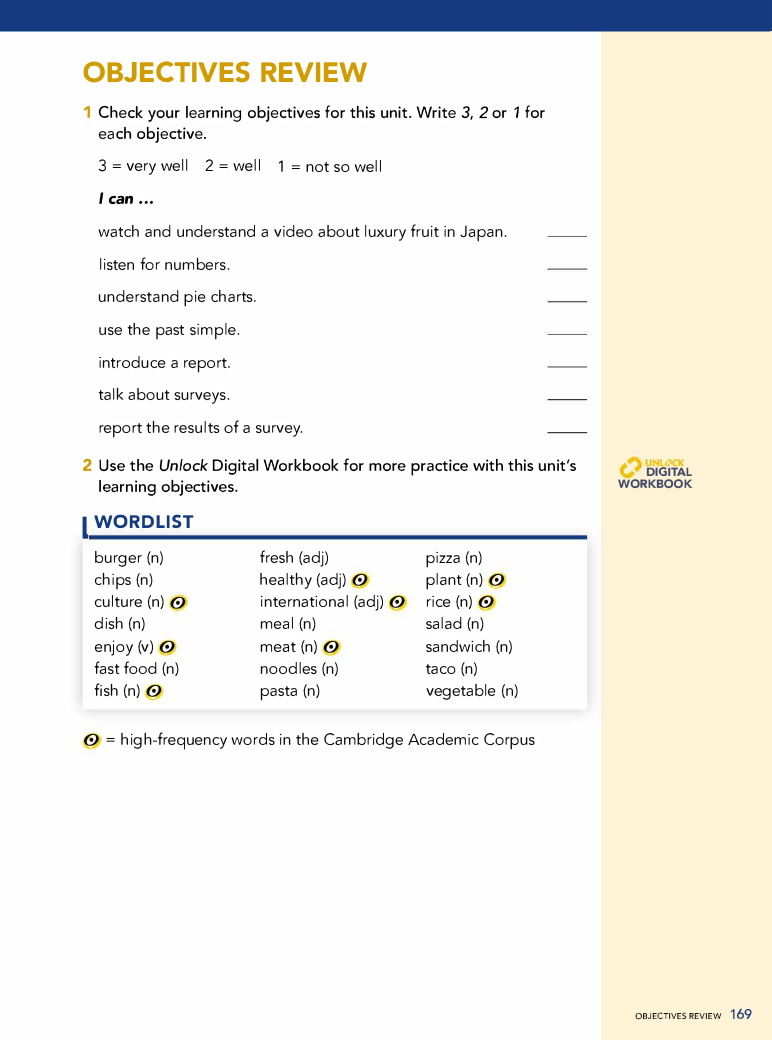 OBJECTIVES REVIEW
1 Check your learning objectives for this unit. Write 3, 2 or 1 for
each objective.
3 = very well 2 = well 1 = not so well
I can ...
watch and understand a video about luxury fruit in Japan.
listen for numbers.
understand pie charts.
use the past simple.
introduce a report.
talk about surveys.
report the results of a survey.
2 Use the Unlock Digital Workbook for more practice with this unit's
learning objectives.
UNLOCK
DIGITAL
WORKBOOK
WORDLIST
burger (n)
chips (n)
culture (n)
dish (n)
enjoy (v)
fast food (n)
fish (n)
fresh (adj)
healthy (adj)
international (adj)
meal (n)
meat (n)
noodles (n)
pasta (n)
pizza (n)
plant (n)
rice (n)
salad (n)
sandwich (n)
taco (n)
vegetable (n)
= high-frequency words in the Cambridge Academic Corpus
OBJECTIVES REVIEW 169